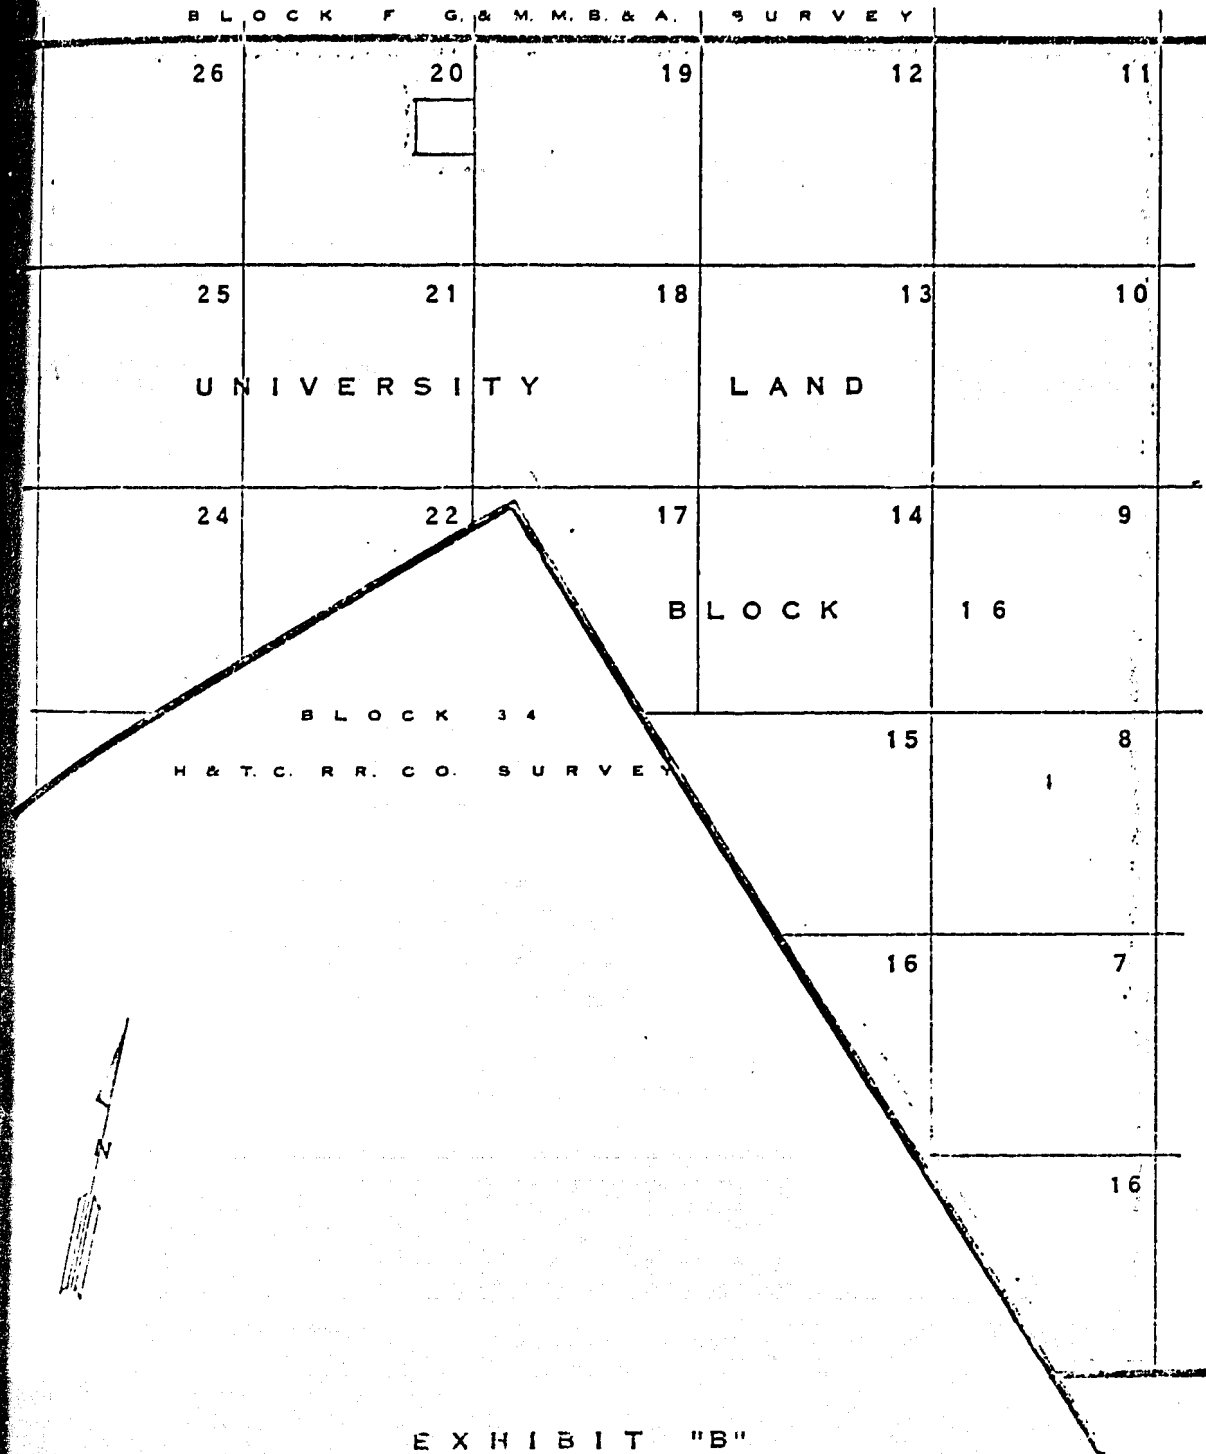 BLOCK F G.& M. M. B. & A. SURVEY
26 20 19 12 11
25 21 18 13 10
UNIVERSITY LAND
24 22 17 14 9
BLOCK 16
BLOCK 34
15 8
H & T. C. RR. CO. SURVEY
16 7
N
16
EXHIBIT "B"